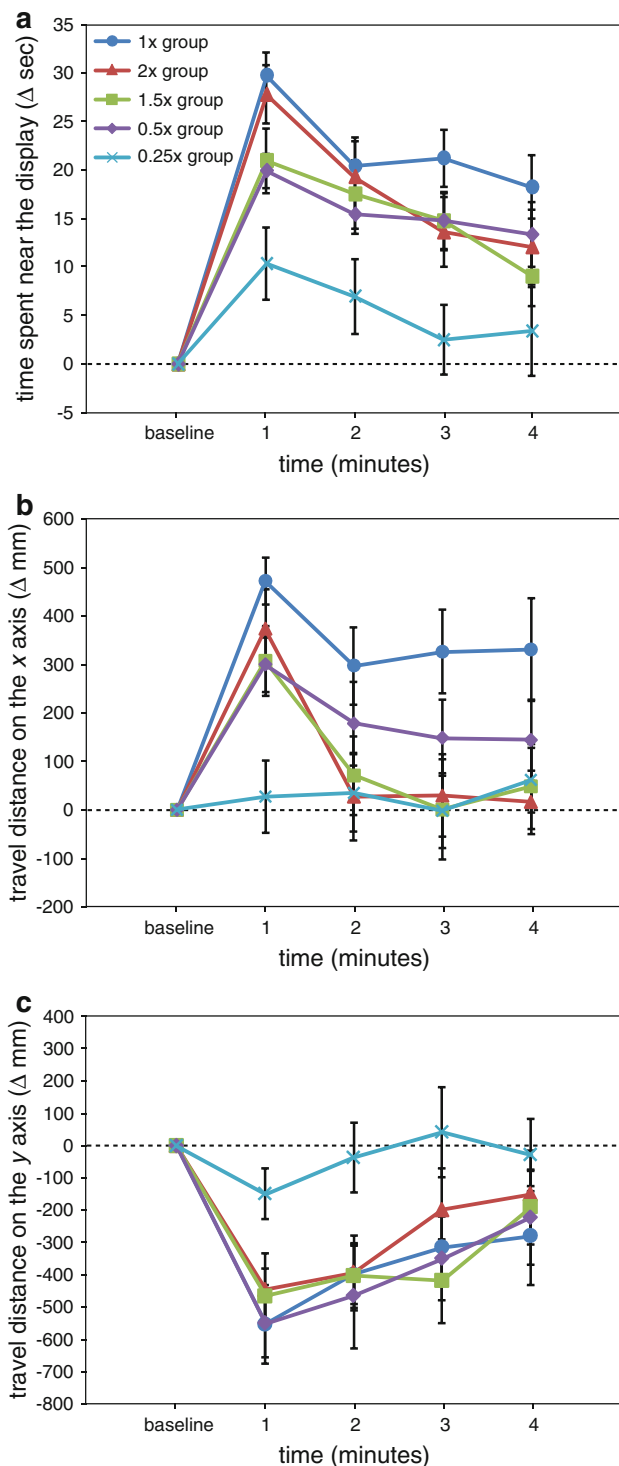 a
time spent near the display (Δ sec)
35
30
25
20
15
10
5
0
-5
1x group
2x group
1.5x group
0.5x group
0.25x group
baseline 1 2 3 4
time (minutes)
b
travel distance on the x axis (Δ mm)
600
500
400
300
200
100
0
-100
-200
baseline 1 2 3 4
time (minutes)
c
travel distance on the y axis (Δ mm)
400
300
200
100
0
-100
-200
-300
-400
-500
-600
-700
-800
baseline 1 2 3 4
time (minutes)